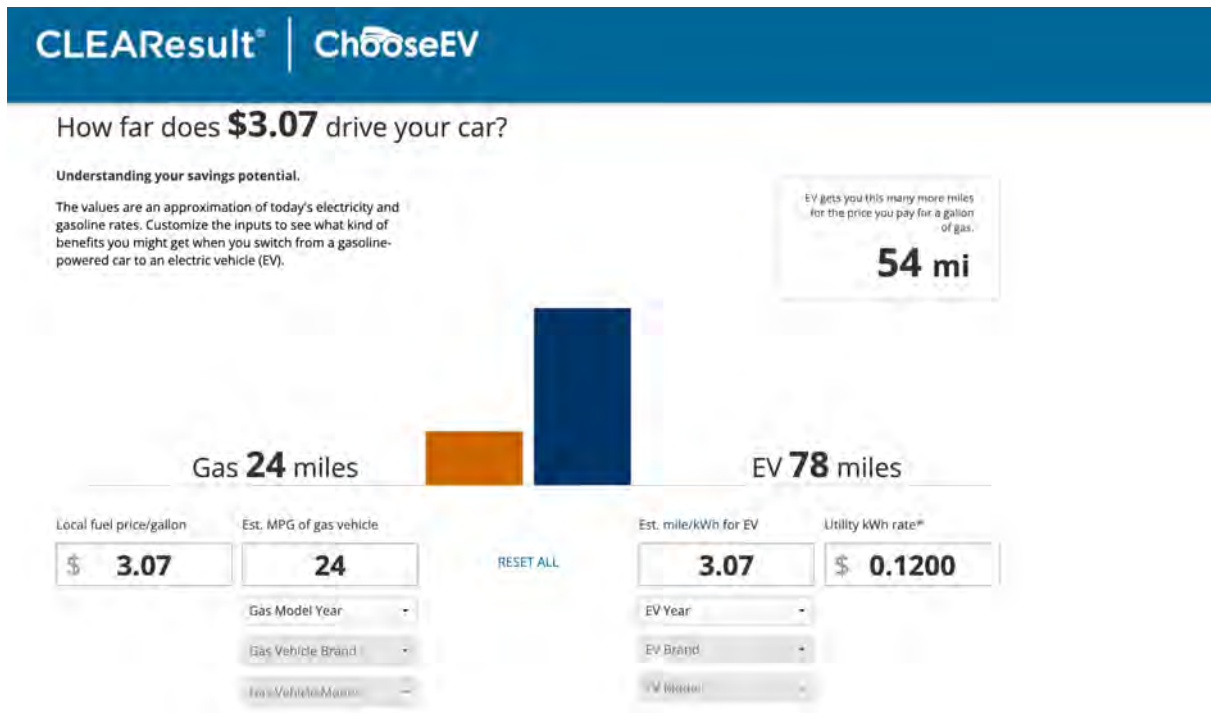 CLEAResult® | ChooseEV
How far does $3.07 drive your car?
Understanding your savings potential.
The values are an approximation of today's electricity and
gasoline rates. Customize the inputs to see what kind of
benefits you might get when you switch from a gasoline-
powered car to an electric vehicle (EV).
EV gets you this many more miles
for the price you pay for a gallon
of gas.
54 mi
Gas 24 miles
EV 78 miles
Local fuel price/gallon
Est. MPG of gas vehicle
Est. mile/kWh for EV
Utility kWh rate*
$ 3.07
24
RESET ALL
3.07
$ 0.1200
Gas Model Year
EV Year
Gas Vehicle Brand
EV Brand
Gas Vehicle Model
EV Model